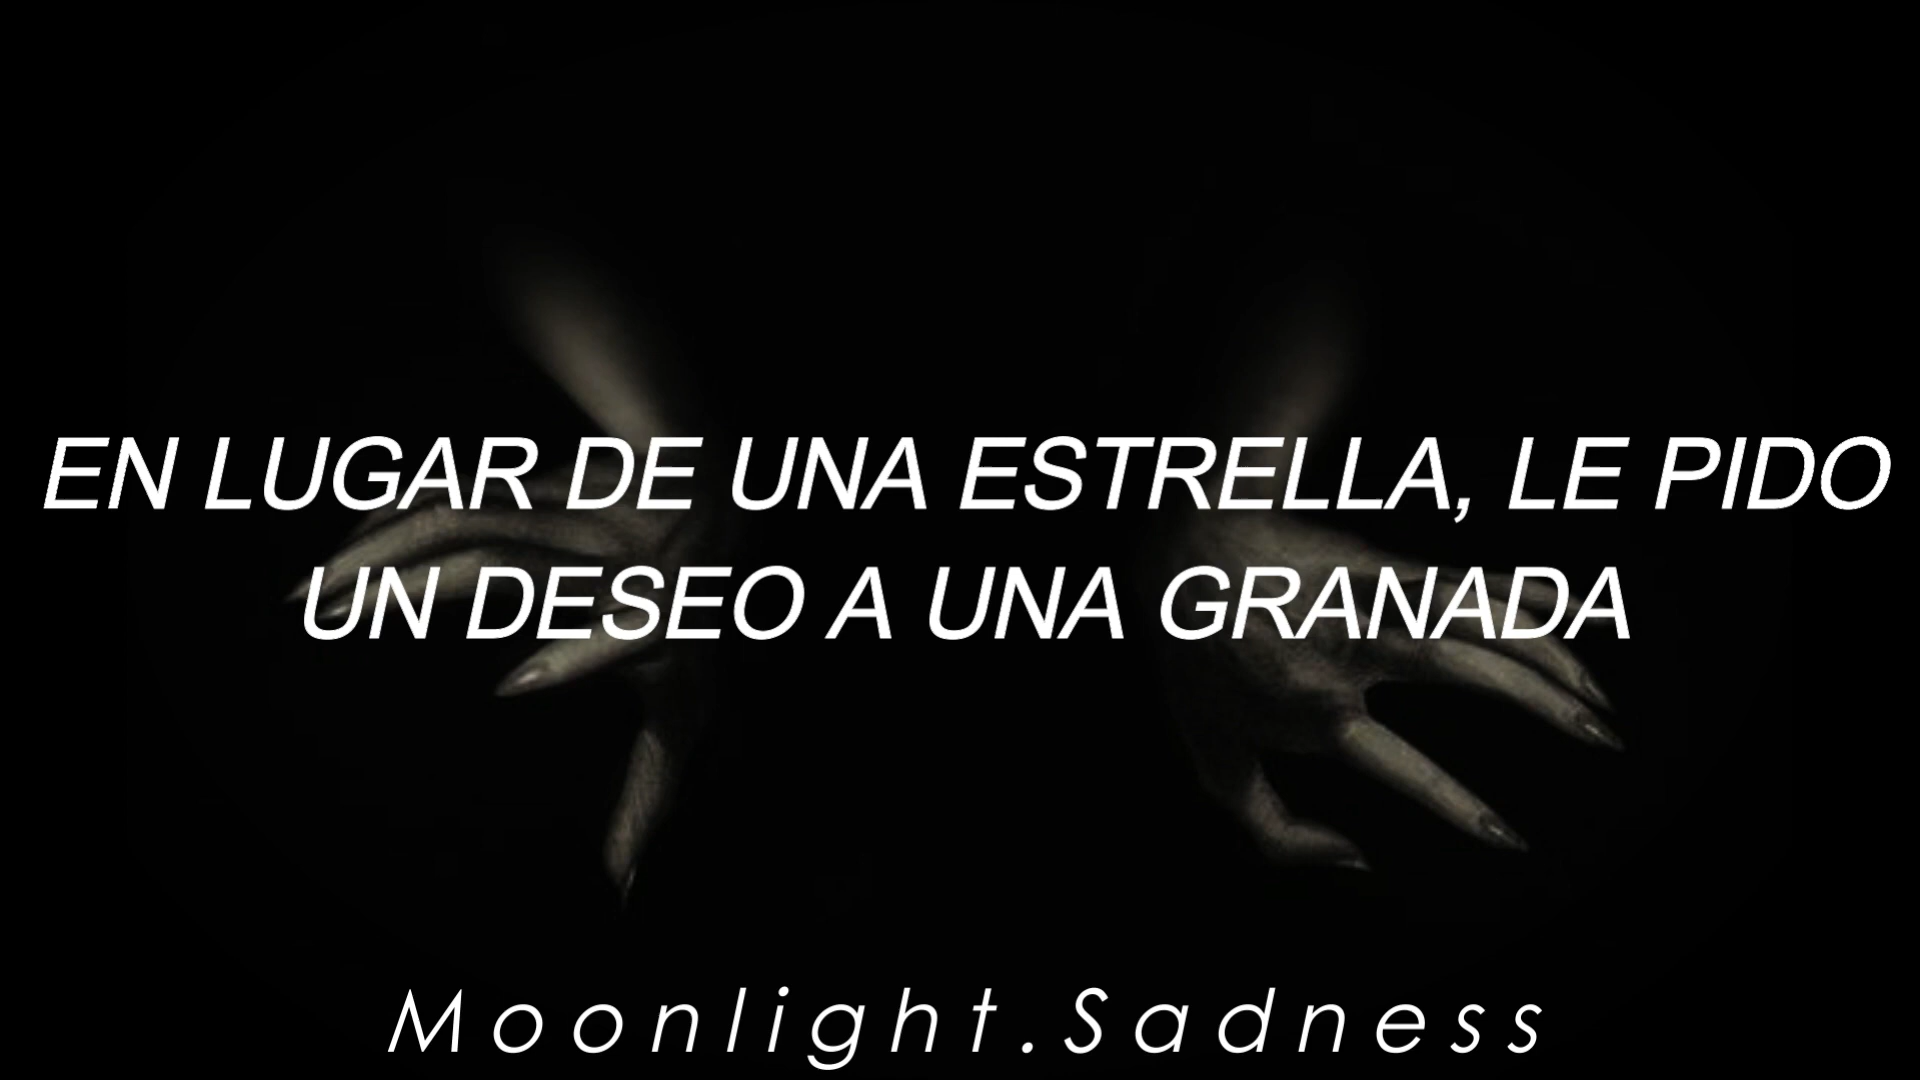 EN LUGAR DE UNA ESTRELLA, LE PIDO
UN DESEO A UNA GRANADA
Moonlight.Sadness